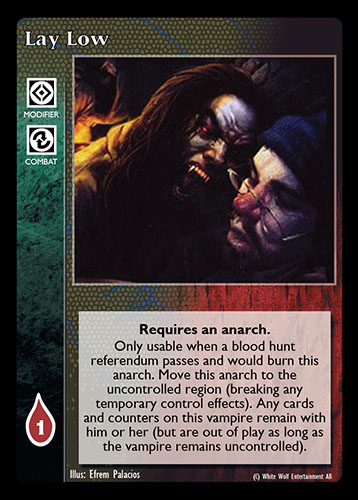 Lay Low
MODIFIER
COMBAT
Requires an anarch.
Only usable when a blood hunt
referendum passes and would burn this
anarch. Move this anarch to the
uncontrolled region (breaking any
temporary control effects). Any cards
and counters on this vampire remain with
him or her (but are out of play as long as
the vampire remains uncontrolled).
1
Illus: Efrem Palacios
(C) White Wolf Entertainment AB